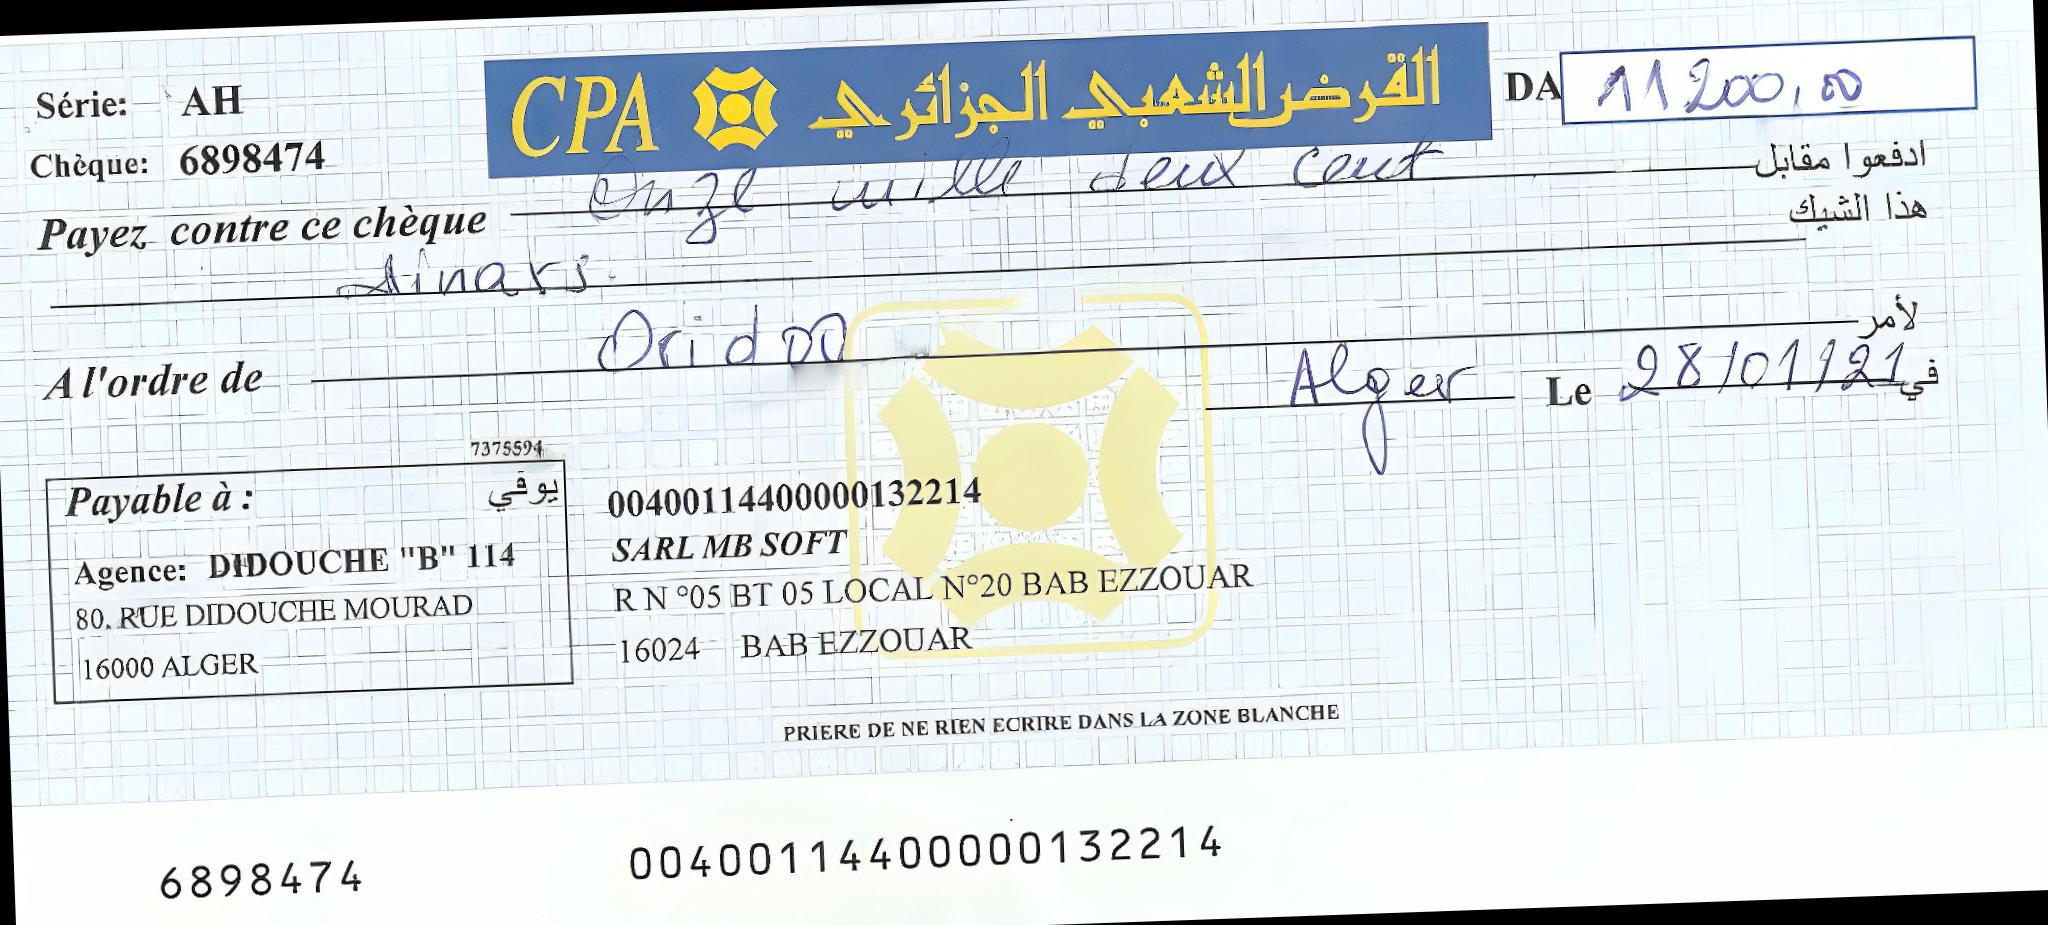 Série: AH
CPA القرض الشعبي الجزائري
DA 11200,00
Chèque: 6898474
Payez contre ce chèque Onze mille deux cent ادفعوا مقابل
هذا الشيك
dinars.
A l'ordre de Oridoo لأمر
Alger Le 28/01/21 في
7375594
Payable à : يوفي
Agence: DIDOUCHE "B" 114
80. RUE DIDOUCHE MOURAD
16000 ALGER
00400114400000132214
SARL MB SOFT
R N °05 BT 05 LOCAL N°20 BAB EZZOUAR
16024 BAB EZZOUAR
PRIERE DE NE RIEN ECRIRE DANS LA ZONE BLANCHE
6898474 00400114400000132214